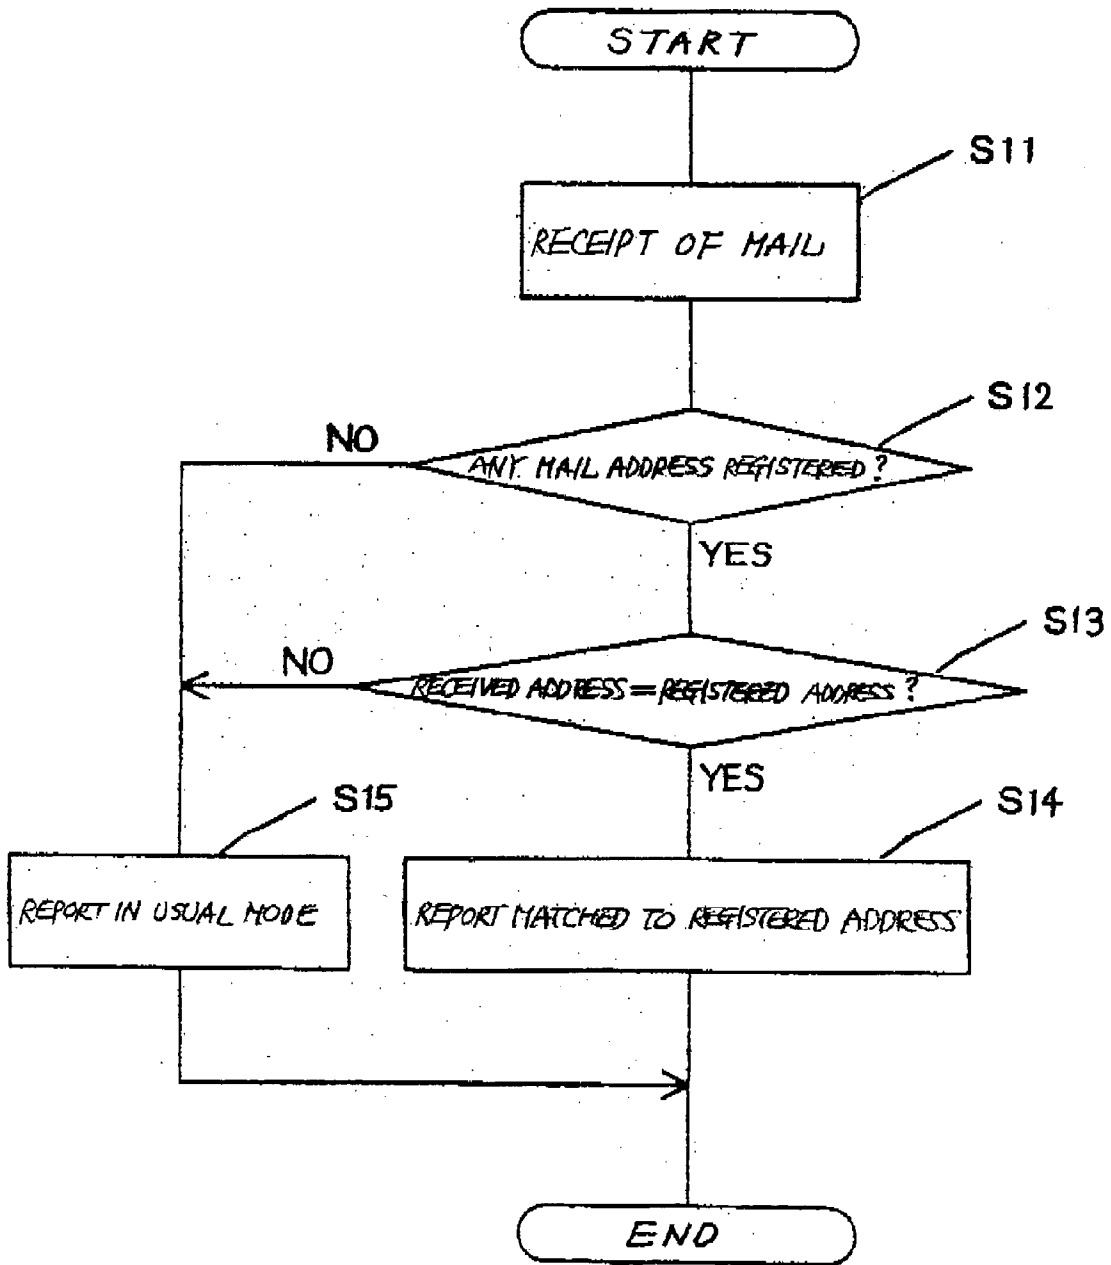 START
S11
RECEIPT OF MAIL
S12
NO
ANY MAIL ADDRESS REGISTERED?
YES
S13
NO
RECEIVED ADDRESS=REGISTERED ADDRESS?
YES
S15
S14
REPORT IN USUAL MODE
REPORT MATCHED TO REGISTERED ADDRESS
END